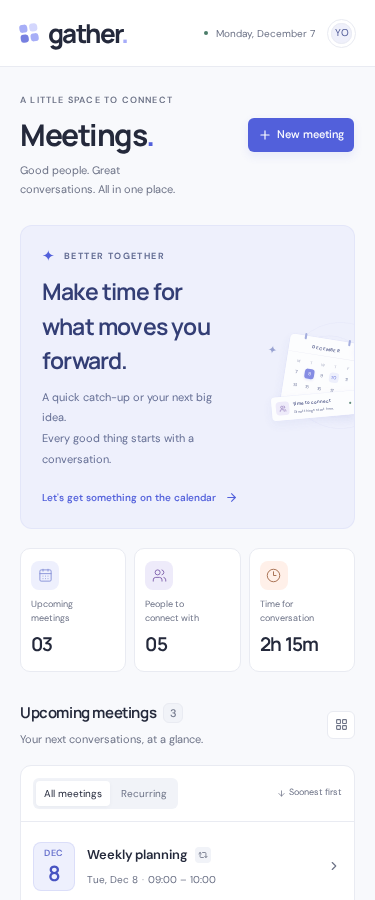 gather.
Monday, December 7
YO
A LITTLE SPACE TO CONNECT
Meetings.
New meeting
Good people. Great
conversations. All in one place.
BETTER TOGETHER
Make time for
what moves you
forward.
A quick catch-up or your next big
idea.
Every good thing starts with a
conversation.
Let's get something on the calendar
DECEMBER
Time to connect
Upcoming
meetings
03
People to
connect with
05
Time for
conversation
2h 15m
Upcoming meetings 3
Your next conversations, at a glance.
All meetings
Recurring
Soonest first
DEC
8
Weekly planning
Tue, Dec 8 · 09:00 – 10:00